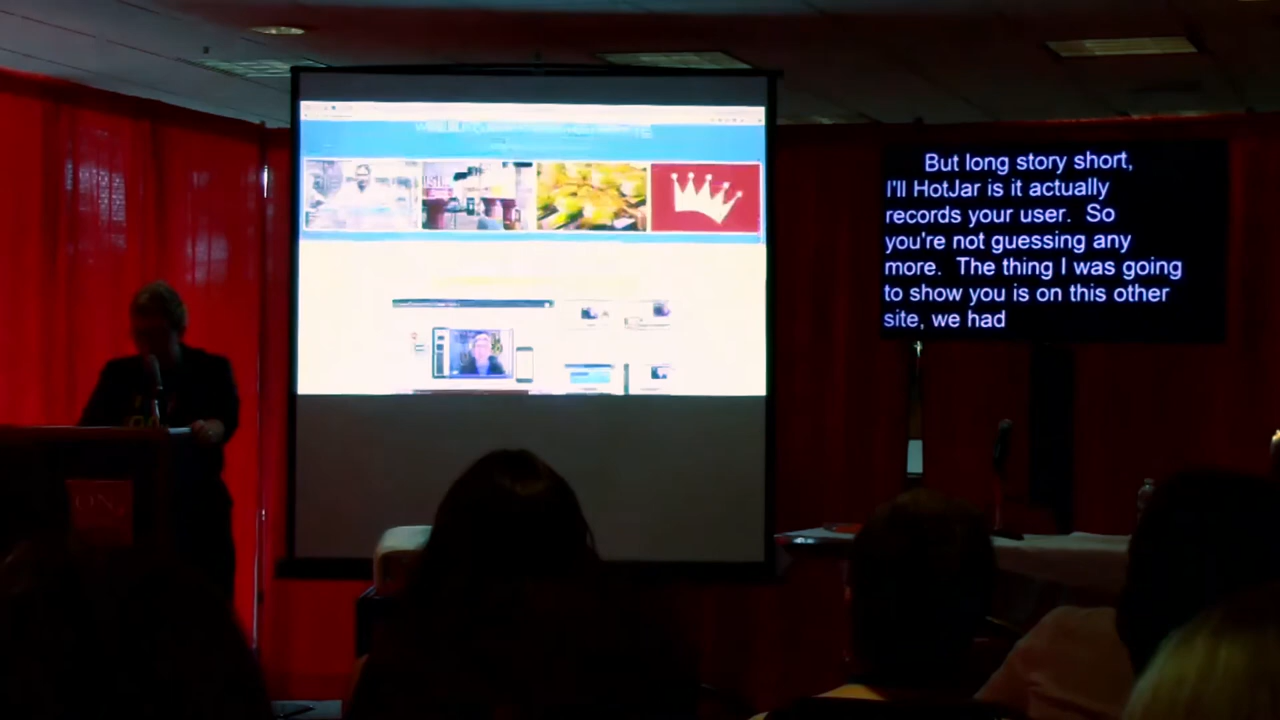 But long story short,
I'll HotJar is it actually
records your user.  So
you're not guessing any
more.  The thing I was going
to show you is on this other
site, we had